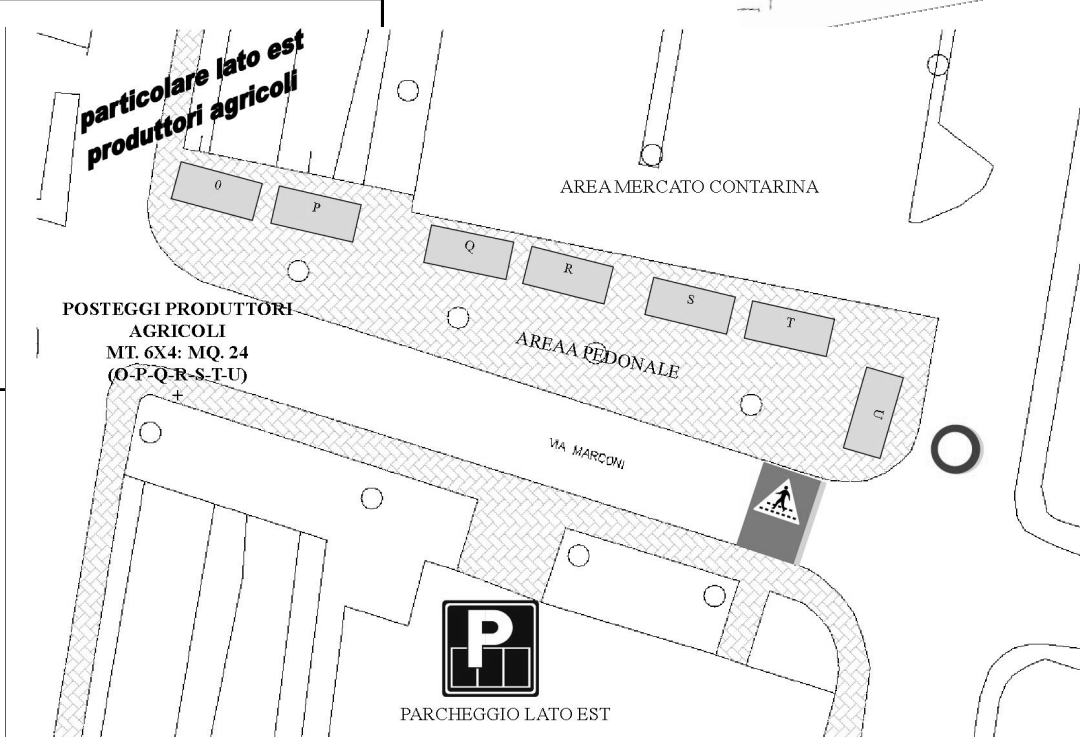 particolare lato est
produttori agricoli
AREA MERCATO CONTARINA
0
P
Q
R
S
T
U
POSTEGGI PRODUTTORI
AGRICOLI
MT. 6X4: MQ. 24
(O-P-Q-R-S-T-U)
AREAA PEDONALE
VIA MARCONI
P
PARCHEGGIO LATO EST